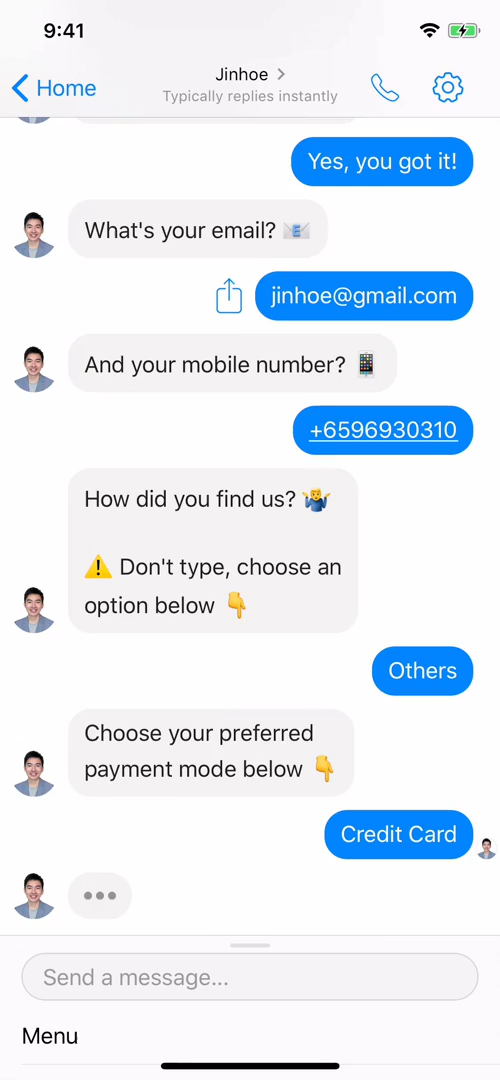 9:41
Home
Jinhoe
Typically replies instantly
Yes, you got it!
What's your email? 📧
jinhoe@gmail.com
And your mobile number? 📱
+6596930310
How did you find us? 🤷‍♂️
⚠️ Don't type, choose an
option below 👇
Others
Choose your preferred
payment mode below 👇
Credit Card
Send a message...
Menu